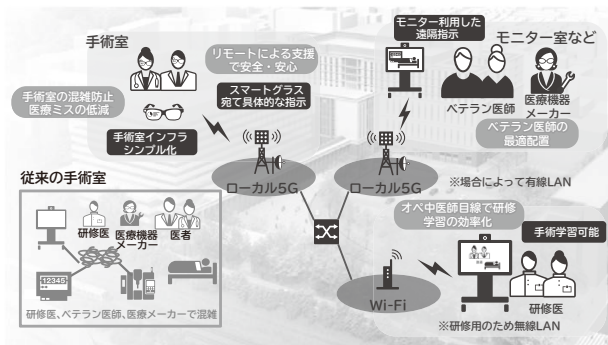 手術室
リモートによる支援
で安全・安心
スマートグラス
宛て具体的な指示
手術室の混雑防止
医療ミスの低減
手術室インフラ
シンプル化
ローカル5G
モニター利用した
遠隔指示
モニター室など
ベテラン医師
医療機器
メーカー
ベテラン医師の
最適配置
ローカル5G
※場合によって有線LAN
従来の手術室
研修医
医療機器
メーカー
医者
12345
研修医、ベテラン医師、医療メーカーで混雑
オペ中医師目線で研修
学習の効率化
手術学習可能
Wi-Fi
研修医
※研修用のため無線LAN